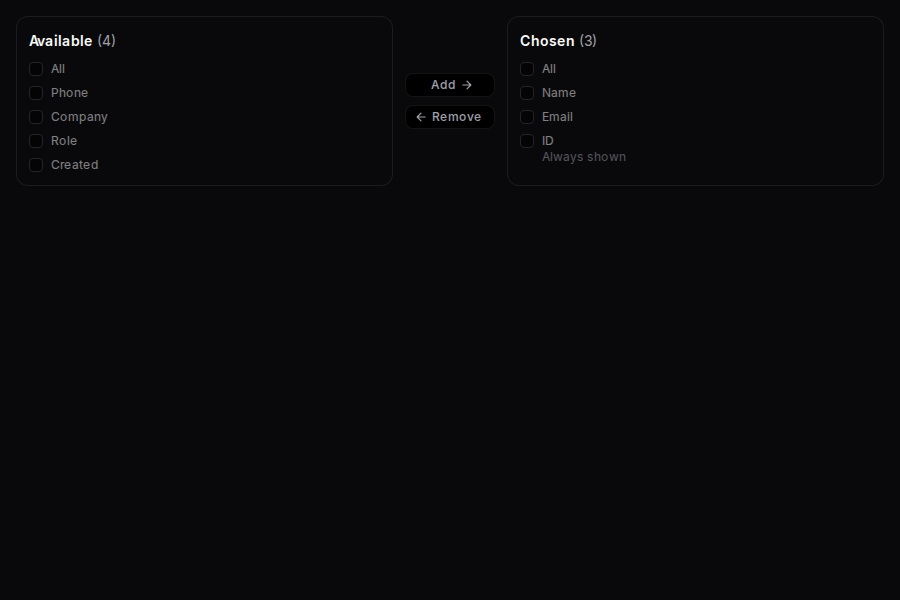 Available (4)
All
Phone
Company
Role
Created
Add →
← Remove
Chosen (3)
All
Name
Email
ID
Always shown